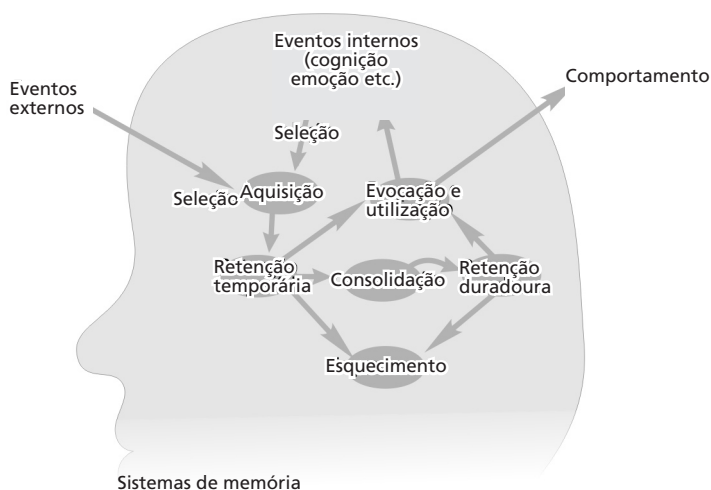 Eventos internos
(cognição
emoção etc.)
Eventos
externos
Comportamento
Seleção
Seleção
Aquisição
Evocação e
utilização
Retenção
temporária
Consolidação
Retenção
duradoura
Esquecimento
Sistemas de memória